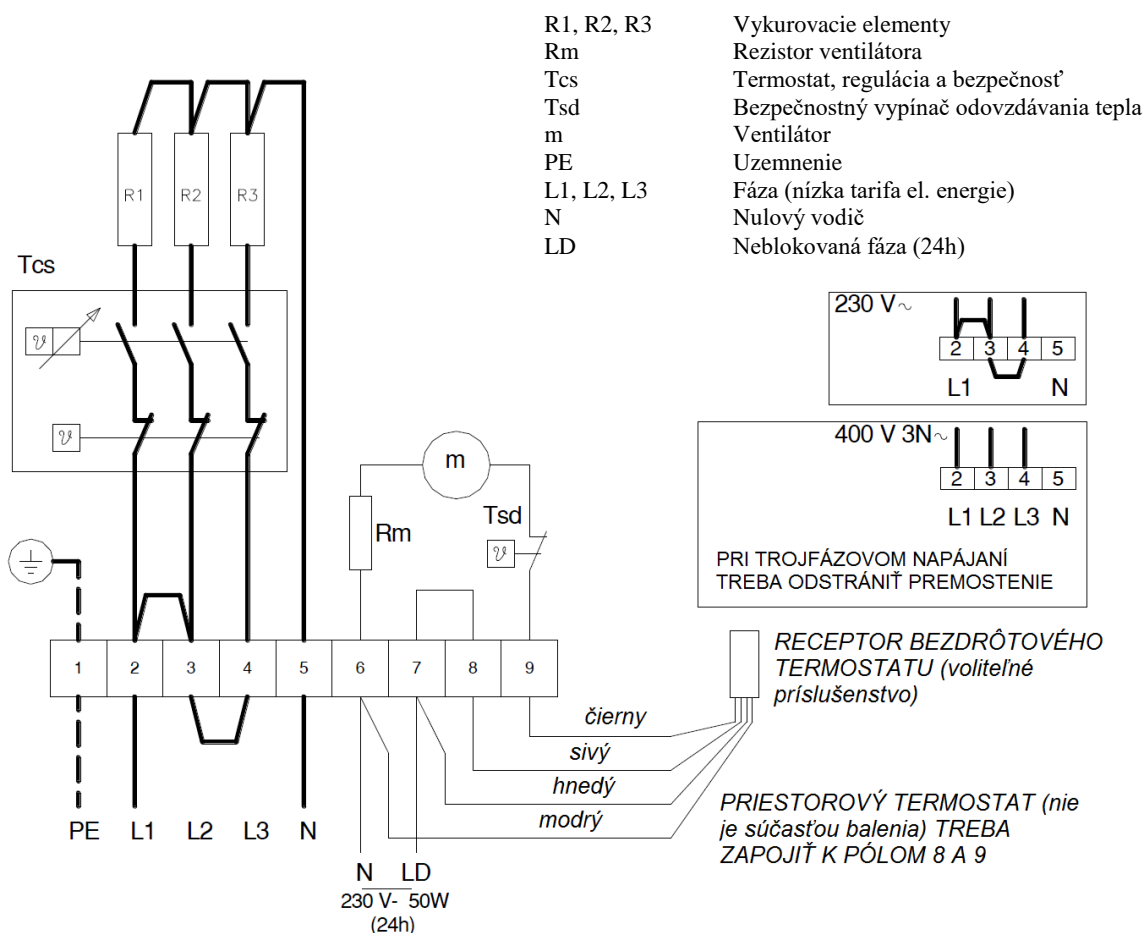 R1, R2, R3 Vykurovacie elementy
Rm Rezistor ventilátora
Tcs Termostat, regulácia a bezpečnosť
Tsd Bezpečnostný vypínač odovzdávania tepla
m Ventilátor
PE Uzemnenie
L1, L2, L3 Fáza (nízka tarifa el. energie)
N Nulový vodič
LD Neblokovaná fáza (24h)
R1 R2 R3
Tcs
ϑ
ϑ
230 V~
2 3 4 5
L1 N
400 V 3N~
2 3 4 5
L1 L2 L3 N
PRI TROJFÁZOVOM NAPÁJANÍ
TREBA ODSTRÁNIŤ PREMOSTENIE
m
Rm
Tsd
ϑ
1 2 3 4 5 6 7 8 9
RECEPTOR BEZDRÔTOVÉHO
TERMOSTATU (voliteľné
príslušenstvo)
čierny
sivý
hnedý
modrý
PRIESTOROVÝ TERMOSTAT (nie
je súčasťou balenia) TREBA
ZAPOJIŤ K PÓLOM 8 A 9
PE L1 L2 L3 N
N LD
230 V- 50W
(24h)